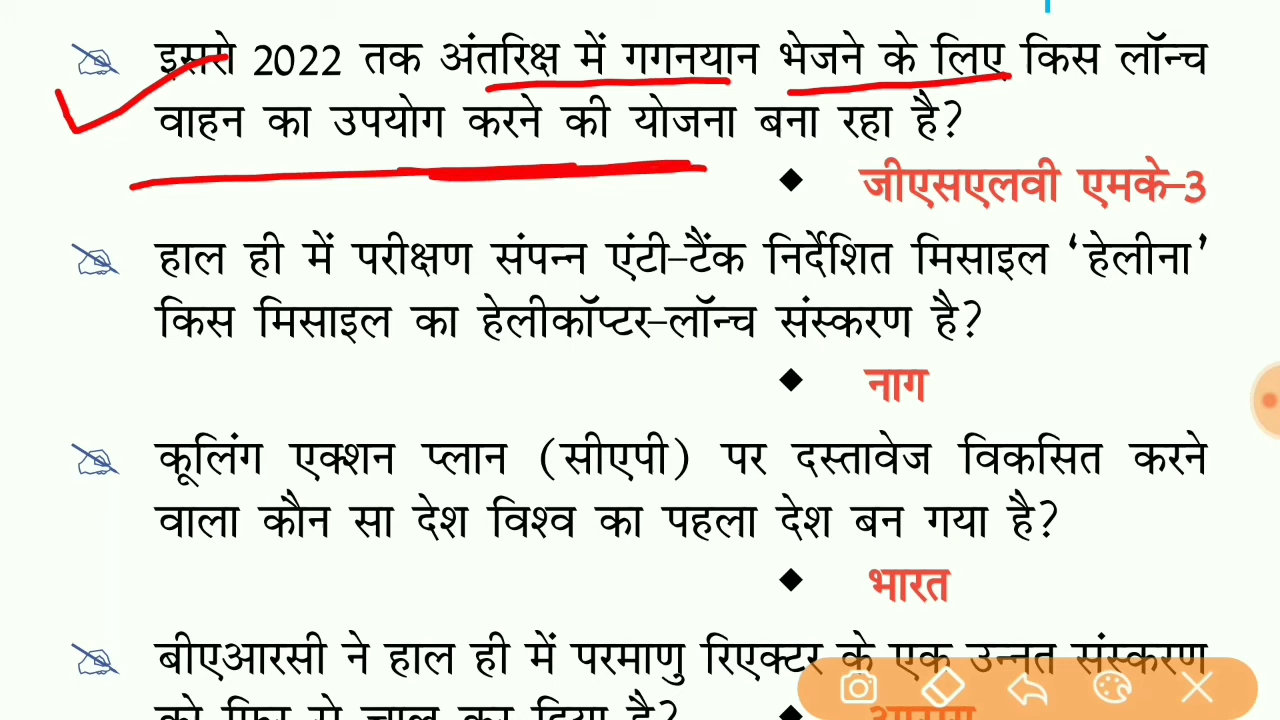 इसरो 2022 तक अंतरिक्ष में गगनयान भेजने के लिए किस लॉन्च
वाहन का उपयोग करने की योजना बना रहा है?
◆ जीएसएलवी एमके-3
हाल ही में परीक्षण संपन्न एंटी-टैंक निर्देशित मिसाइल ‘हेलीना’
किस मिसाइल का हेलीकॉप्टर-लॉन्च संस्करण है?
◆ नाग
कूलिंग एक्शन प्लान (सीएपी) पर दस्तावेज विकसित करने
वाला कौन सा देश विश्व का पहला देश बन गया है?
◆ भारत
बीएआरसी ने हाल ही में परमाणु रिएक्टर के एक उन्नत संस्करण
को फिर से चालू कर दिया है?